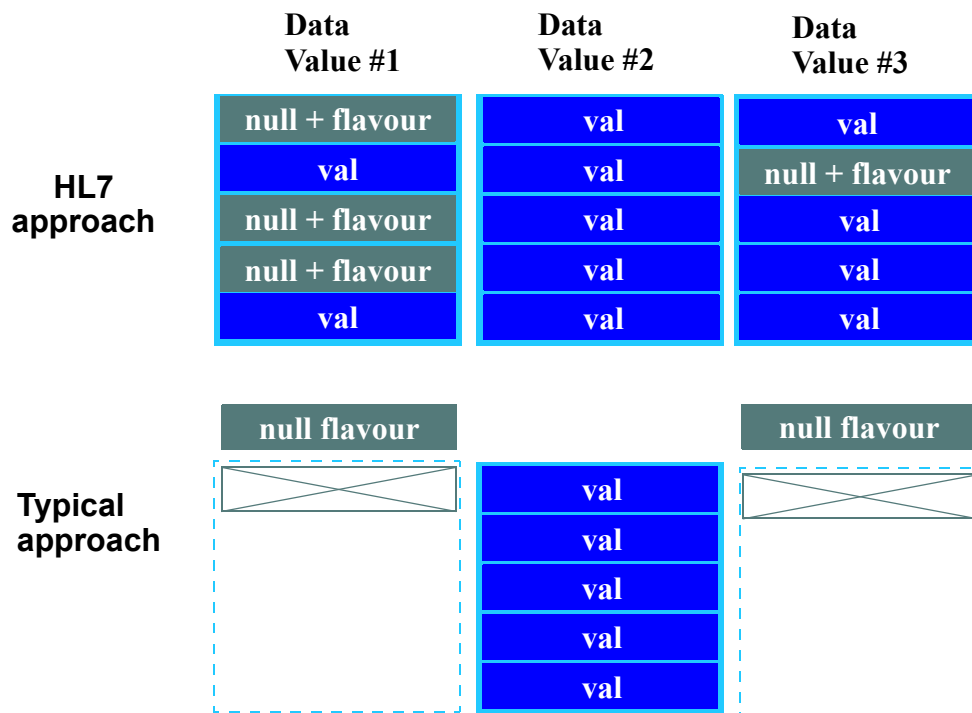 Data
Value #1
Data
Value #2
Data
Value #3
HL7
approach
null + flavour
val
null + flavour
null + flavour
val
val
val
val
val
val
val
null + flavour
val
val
val
Typical
approach
null flavour
val
val
val
val
val
null flavour